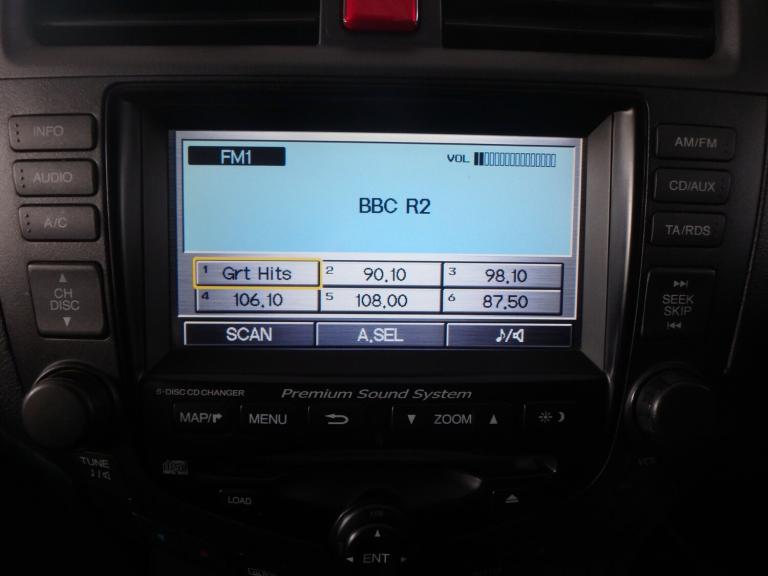 INFO
AUDIO
A/C
CH
DISC
FM1
VOL
BBC R2
1 Grt Hits 2 90.10 3 98.10
4 106.10 5 108.00 6 87.50
SCAN A.SEL
AM/FM
CD/AUX
TA/RDS
SEEK
SKIP
6-DISC CD CHANGER Premium Sound System
MAP/ MENU ZOOM
TUNE
LOAD
ENT